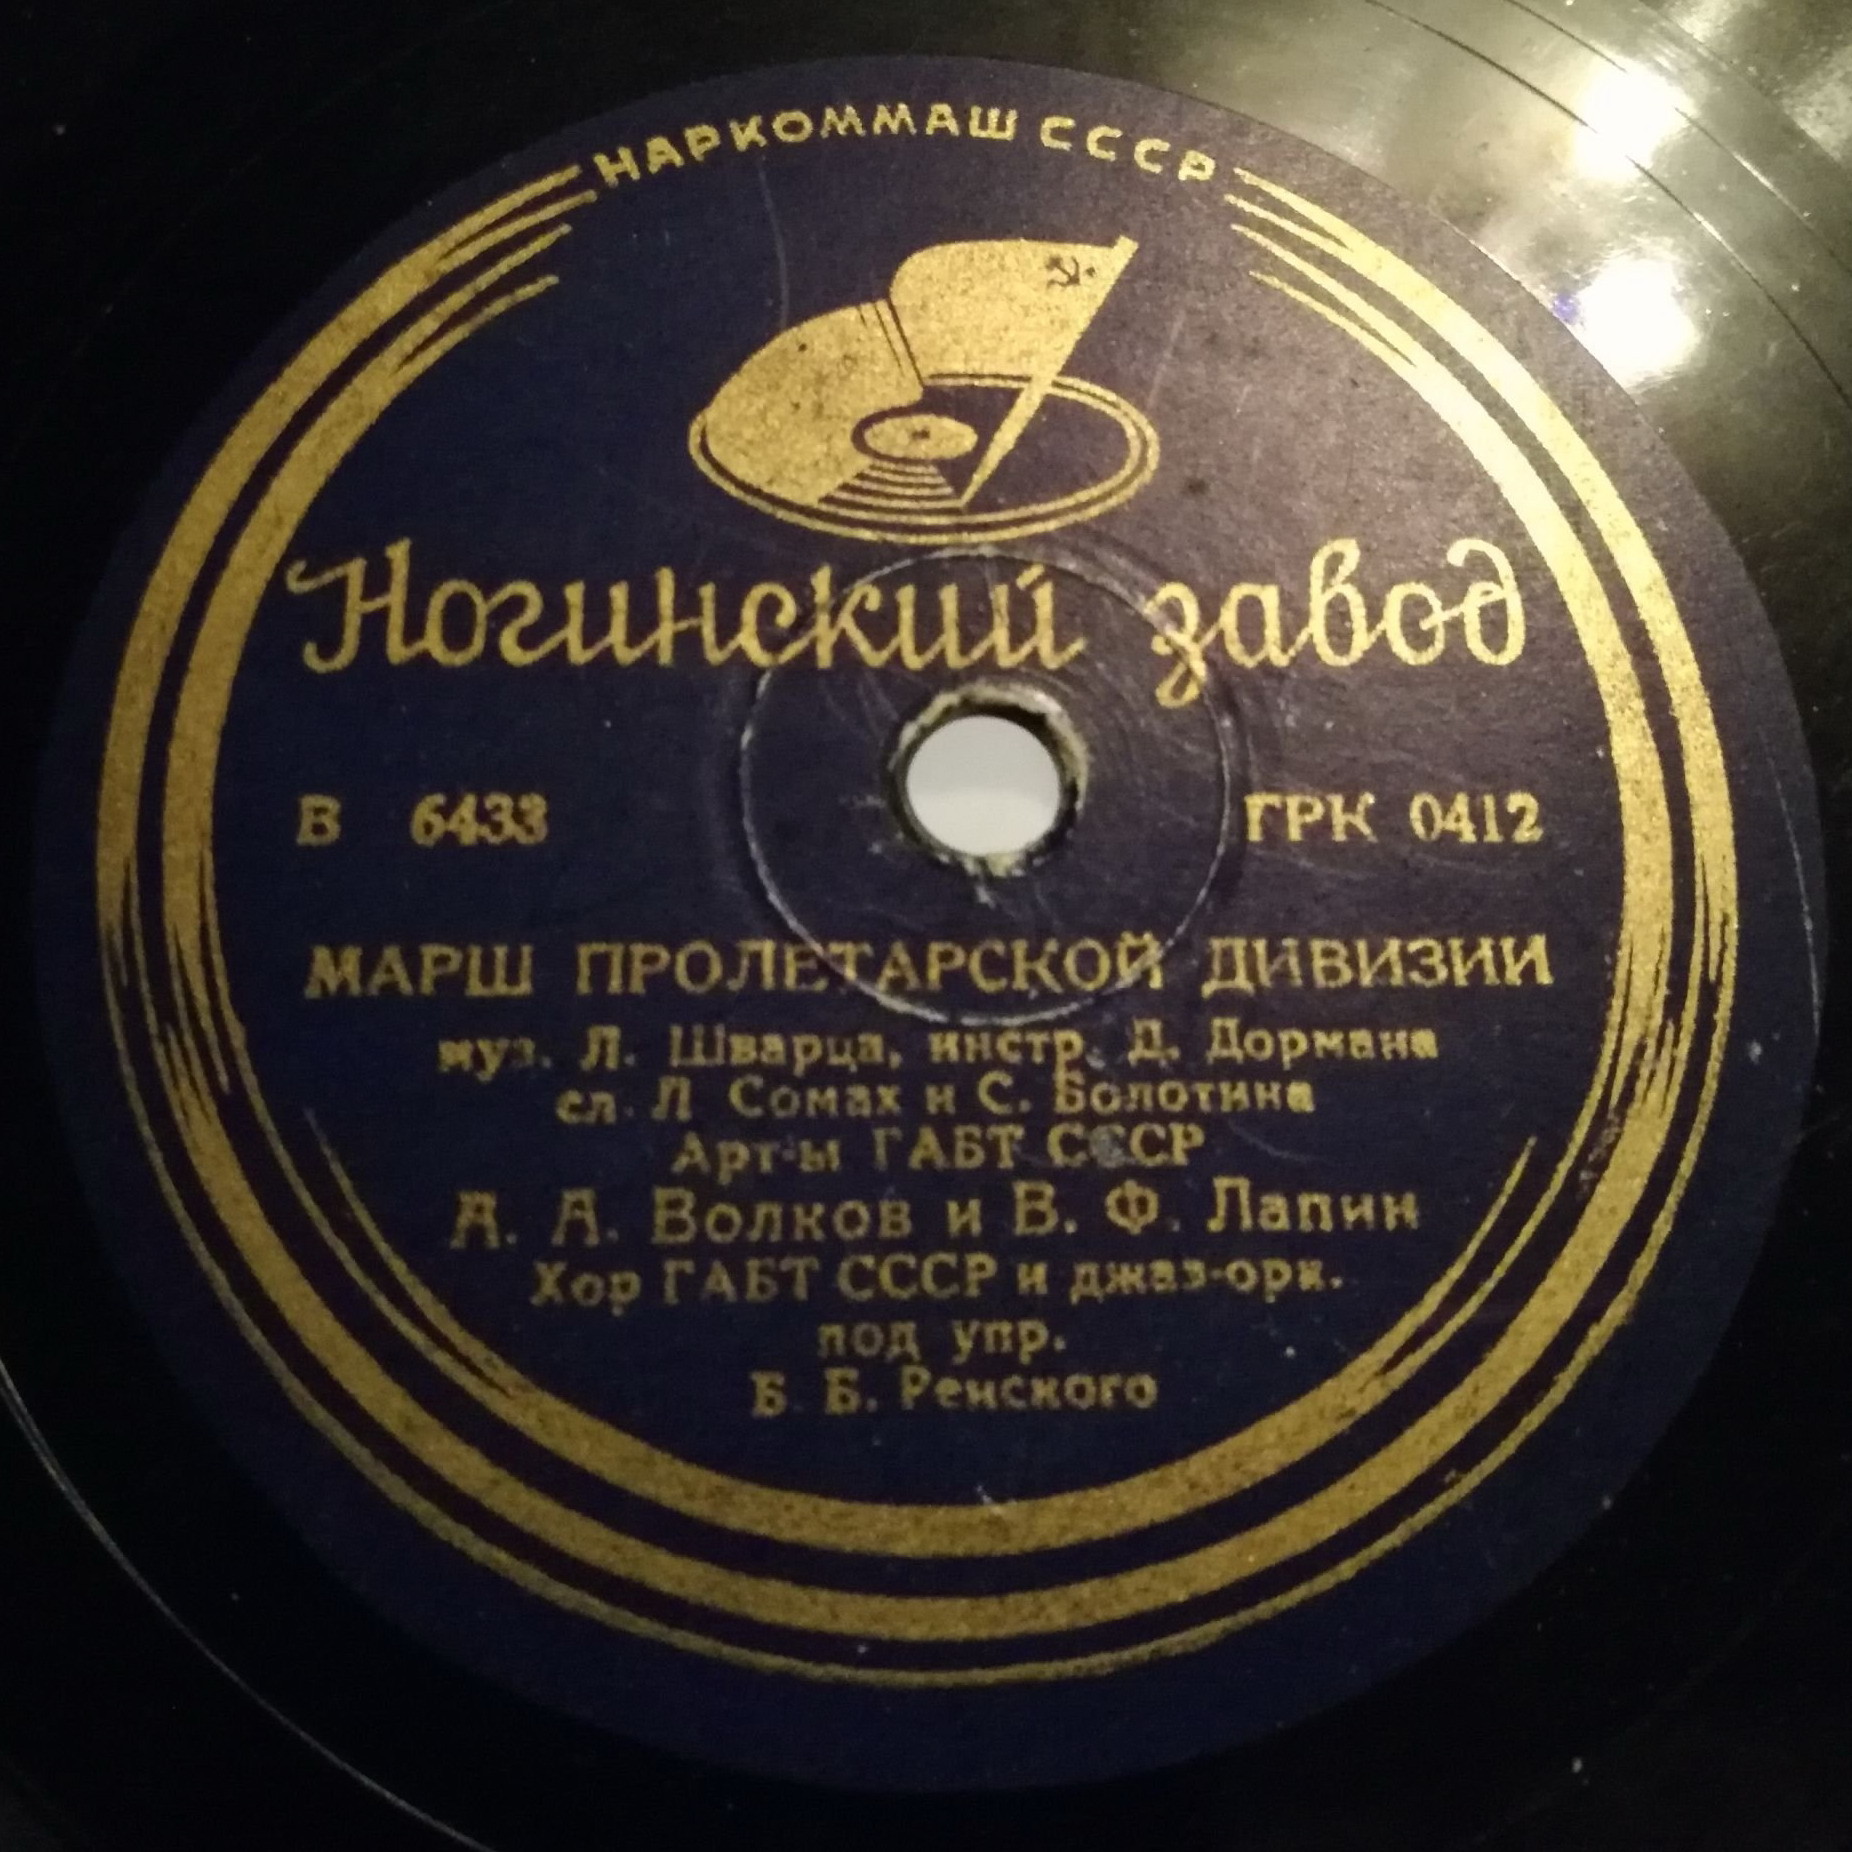 НАРКОММАШ СССР
Ногинский завод
В 6433 ГРК 0412
МАРШ ПРОЛЕТАРСКОЙ ДИВИЗИИ
муз. Л. Шварца, инстр. Д. Дормана
сл. Л Сомах и С. Болотина
Арт-ы ГАБТ СССР
А. А. Волков и В. Ф. Лапин
Хор ГАБТ СССР и джаз-орк.
под упр.
Б. Б. Ренского